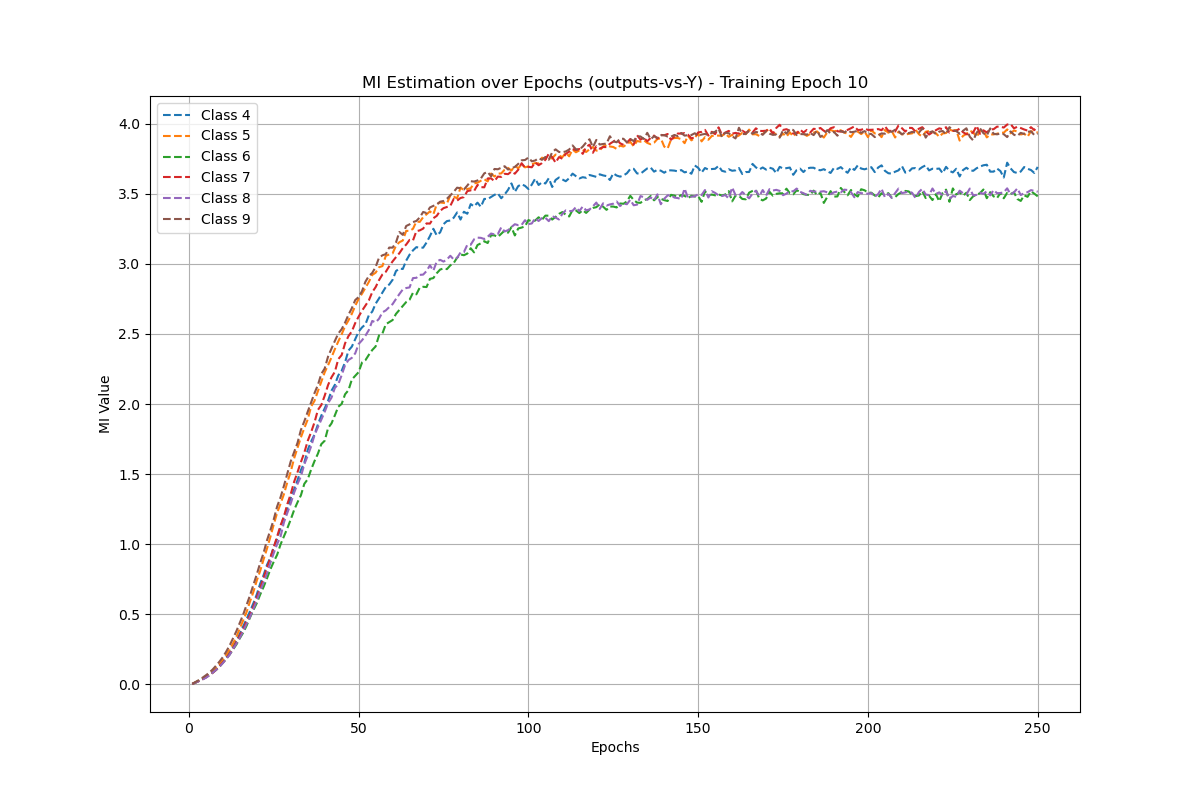 MI Estimation over Epochs (outputs-vs-Y) - Training Epoch 10
Class 4
Class 5
Class 6
Class 7
Class 8
Class 9
MI Value
4.0
3.5
3.0
2.5
2.0
1.5
1.0
0.5
0.0
0 50 100 150 200 250
Epochs